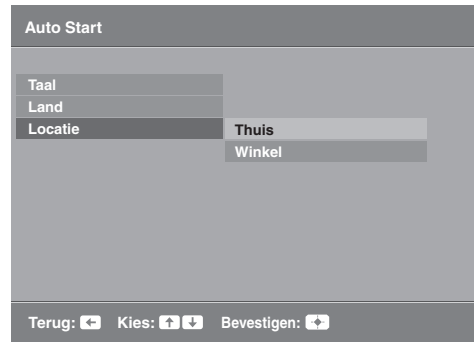 Auto Start
Taal
Land
Locatie Thuis
Winkel
Terug: Kies: Bevestigen: